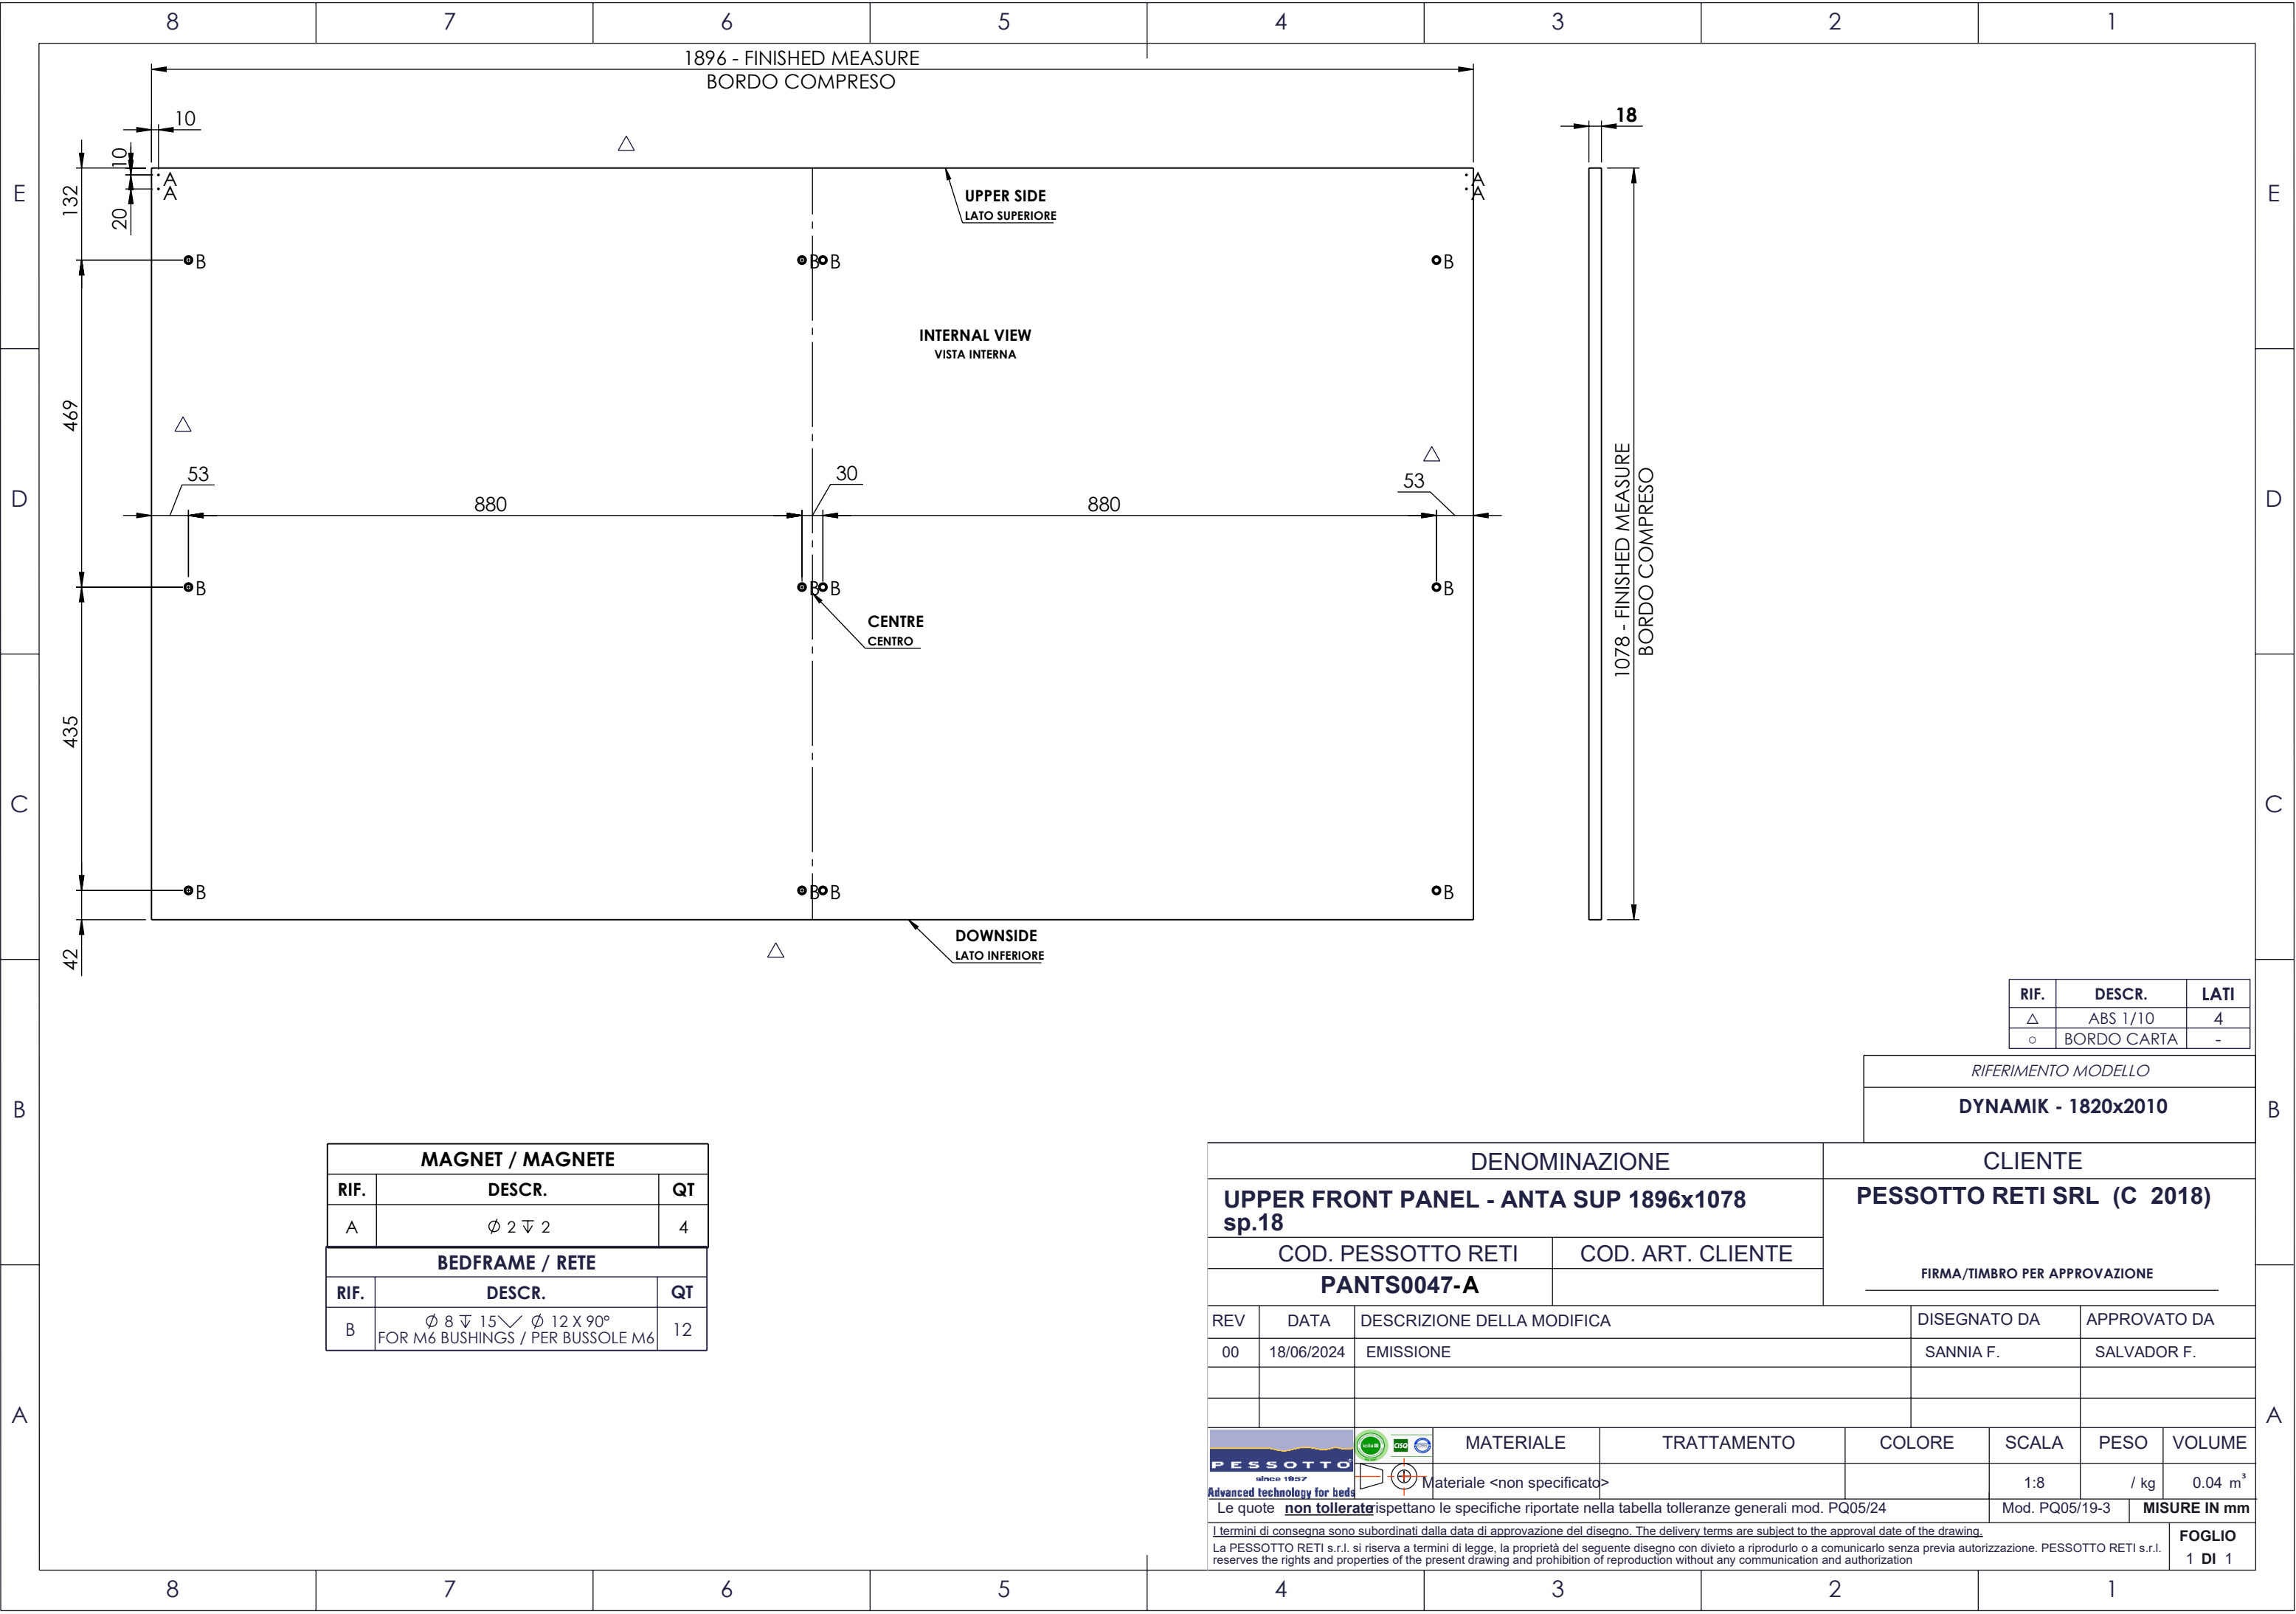 8 7 6 5 4 3 2 1
1896 - FINISHED MEASURE
BORDO COMPRESO
10
18
10
132
20
A
A
A
A
E
E
UPPER SIDE
LATO SUPERIORE
B B B B
INTERNAL VIEW
VISTA INTERNA
469
53
880
30
880
53
D
D
1078 - FINISHED MEASURE
BORDO COMPRESO
B B B B
CENTRE
CENTRO
435
C
C
B B B B
42
DOWNSIDE
LATO INFERIORE
RIF. DESCR. LATI
△ ABS 1/10 4
○ BORDO CARTA -
RIFERIMENTO MODELLO
DYNAMIK - 1820x2010
B
B
MAGNET / MAGNETE
RIF. DESCR. QT
A Ø 2 ↧ 2 4
BEDFRAME / RETE
RIF. DESCR. QT
B Ø 8 ↧ 15 ⌵ Ø 12 X 90° 12
FOR M6 BUSHINGS / PER BUSSOLE M6
DENOMINAZIONE CLIENTE
UPPER FRONT PANEL - ANTA SUP 1896x1078
sp.18
PESSOTTO RETI SRL (C 2018)
COD. PESSOTTO RETI COD. ART. CLIENTE
PANTS0047-A
FIRMA/TIMBRO PER APPROVAZIONE
REV DATA DESCRIZIONE DELLA MODIFICA DISEGNATO DA APPROVATO DA
00 18/06/2024 EMISSIONE SANNIA F. SALVADOR F.
A
A
PESSOTTO
since 1957
Advanced technology for beds
CISQ
MATERIALE TRATTAMENTO COLORE SCALA PESO VOLUME
Materiale <non specificato> 1:8 / kg 0.04 m³
Le quote non tollerate rispettano le specifiche riportate nella tabella tolleranze generali mod. PQ05/24 Mod. PQ05/19-3 MISURE IN mm
I termini di consegna sono subordinati dalla data di approvazione del disegno. The delivery terms are subject to the approval date of the drawing.
La PESSOTTO RETI s.r.l. si riserva a termini di legge, la proprietà del seguente disegno con divieto a riprodurlo o a comunicarlo senza previa autorizzazione. PESSOTTO RETI s.r.l.
reserves the rights and properties of the present drawing and prohibition of reproduction without any communication and authorization
FOGLIO
1 DI 1
8 7 6 5 4 3 2 1